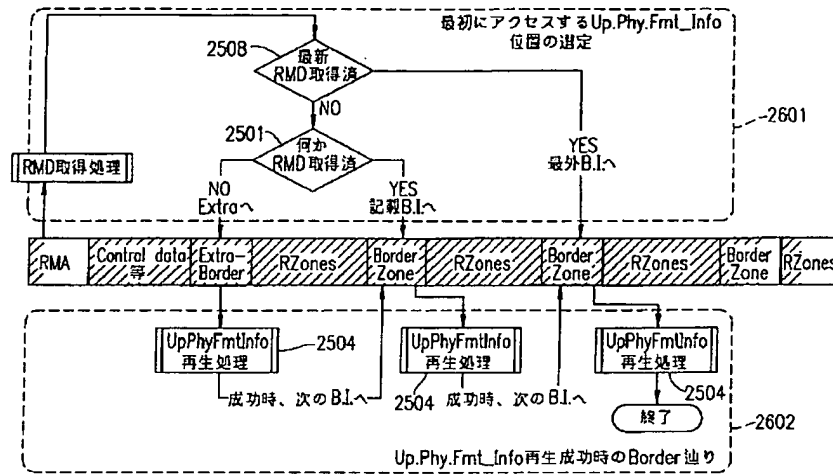 最初にアクセスするUp.Phy.Fmt_Info
位置の選定
2508
最新
RMD取得済
NO
2501
何か
RMD取得済
2601
RMD取得処理
YES
最外B.I.へ
NO
Extraへ
YES
記載B.I.へ
RMA
Control data
等
Extra-
Border
RZones
Border
Zone
RZones
Border
Zone
RZones
Border
Zone
RZones
UpPhyFmtInfo
再生処理
2504
UpPhyFmtInfo
再生処理
UpPhyFmtInfo
再生処理
成功時、次のB.I.へ
2504
成功時、次のB.I.へ
2504
終了
2602
Up.Phy.Fmt_Info再生成功時のBorder辿り